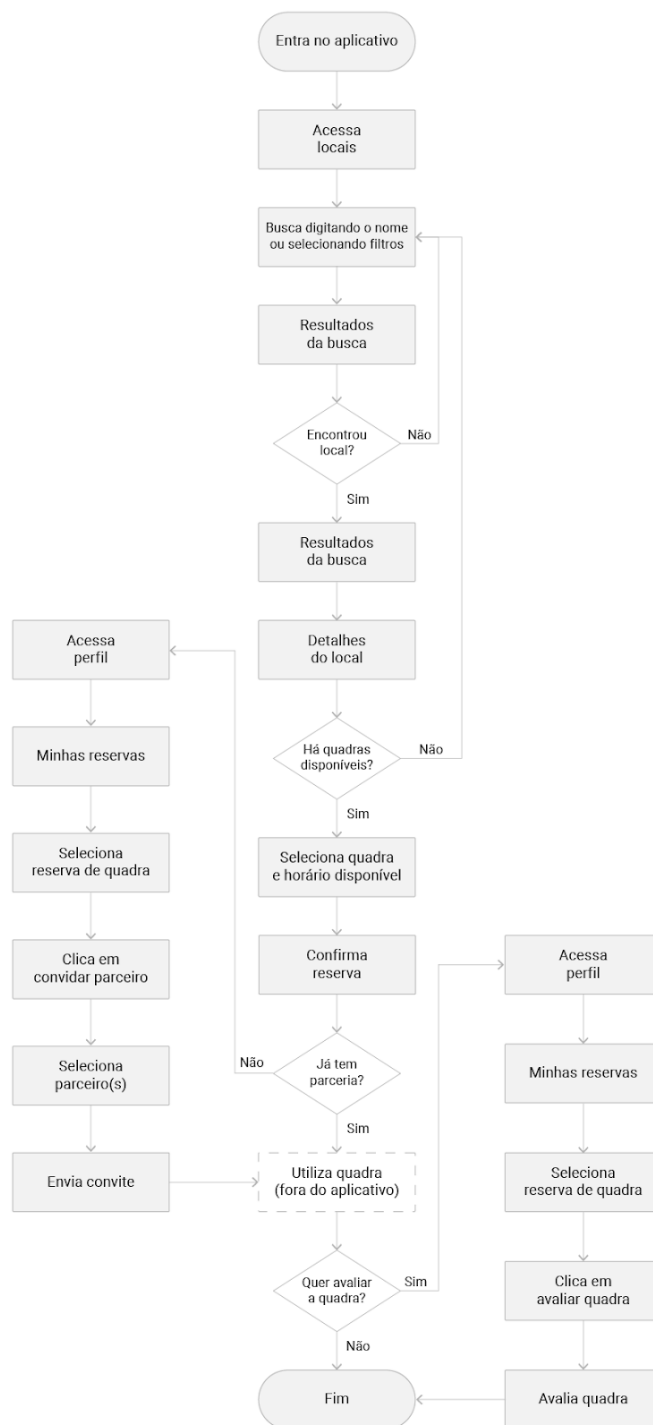 Entra no aplicativo
Acessa
locais
Busca digitando o nome
ou selecionando filtros
Resultados
da busca
Encontrou
local?
Não
Sim
Resultados
da busca
Detalhes
do local
Há quadras
disponíveis?
Não
Sim
Seleciona quadra
e horário disponível
Confirma
reserva
Já tem
parceria?
Não
Sim
Acessa
perfil
Minhas reservas
Seleciona
reserva de quadra
Clica em
convidar parceiro
Seleciona
parceiro(s)
Envia convite
Utiliza quadra
(fora do aplicativo)
Quer avaliar
a quadra?
Sim
Não
Acessa
perfil
Minhas reservas
Seleciona
reserva de quadra
Clica em
avaliar quadra
Avalia quadra
Fim